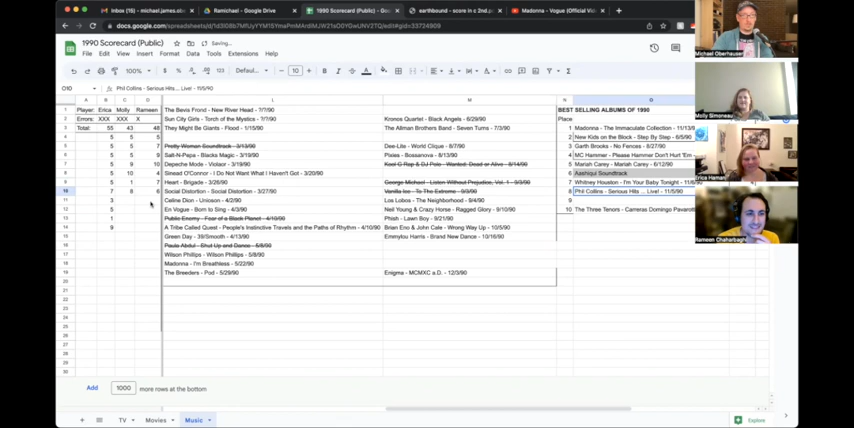 Inbox (15) - michael.james.ob
Ramichael - Google Drive
1990 Scorecard (Public) - Goo
earthbound - score in c 2nd.p
Madonna - Vogue (Official Vid
1990 Scorecard (Public)
Saving...
File Edit View Insert Format Data Tools Extensions Help
100%
Default...
10
O10
Phil Collins - Serious Hits ... Live! - 11/5/90
A B C D L M N O
Player: Erica Molly Rameen
Errors: XXX XXX X
Total: 55 43 48
The Bevis Frond - New River Head - ?/?/90
Sun City Girls - Torch of the Mystics - ?/90
They Might Be Giants - Flood - 1/15/90
Pretty Woman Soundtrack - 3/13/90
Salt-N-Pepa - Blacks Magic - 3/19/90
Depeche Mode - Violator - 3/19/90
Sinead O'Connor - I Do Not Want What I Haven't Got - 3/20/90
Heart - Brigade - 3/26/90
Social Distortion - Social Distortion - 3/27/90
Celine Dion - Unisson - 4/2/90
En Vogue - Born to Sing - 4/3/90
Public Enemy - Fear of a Black Planet - 4/10/90
A Tribe Called Quest - People's Instinctive Travels and the Paths of Rhythm - 4/10/90
Green Day - 39/Smooth - 4/13/90
Paula Abdul - Shut Up and Dance - 5/8/90
Wilson Phillips - Wilson Phillips - 5/8/90
Madonna - I'm Breathless - 5/22/90
The Breeders - Pod - 5/29/90
Kronos Quartet - Black Angels - 6/29/90
The Allman Brothers Band - Seven Turns - 7/3/90
Dee-Lite - World Clique - 8/7/90
Pixies - Bossanova - 8/13/90
Kool G Rap & DJ Polo - Wanted: Dead or Alive - 8/14/90
George Michael - Listen Without Prejudice, Vol. 1 - 9/3/90
Vanilla Ice - To The Extreme - 9/3/90
Los Lobos - The Neighborhood - 9/4/90
Neil Young & Crazy Horse - Ragged Glory - 9/10/90
Phish - Lawn Boy - 9/21/90
Brian Eno & John Cale - Wrong Way Up - 10/5/90
Emmylou Harris - Brand New Dance - 10/16/90
Enigma - MCMXC a.D. - 12/3/90
BEST SELLING ALBUMS OF 1990
Place
1 Madonna - The Immaculate Collection - 11/13/9
2 New Kids on the Block - Step By Step - 6/5/90
3 Garth Brooks - No Fences - 8/27/90
4 MC Hammer - Please Hammer Don't Hurt 'Em
5 Mariah Carey - Mariah Carey - 6/12/90
6 Aashiqui Soundtrack
7 Whitney Houston - I'm Your Baby Tonight - 11/6/90
8 Phil Collins - Serious Hits ... Live! - 11/5/90
9
10 The Three Tenors - Carreras Domingo Pavarott
Add 1000 more rows at the bottom
TV Movies Music
Explore
Michael Oberhauser
Molly Simoneau
Erica Haman
Rameen Chaharbaghi